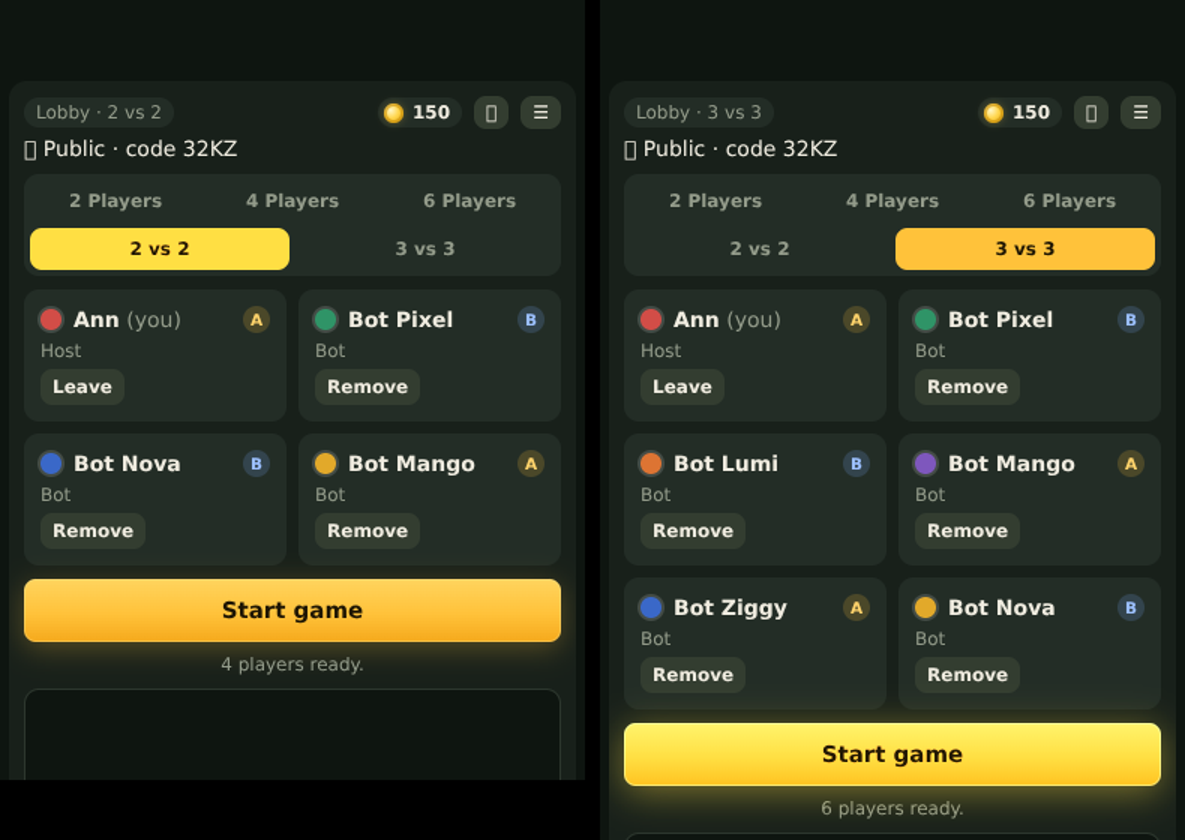 Lobby · 2 vs 2 150 ☰
Public · code 32KZ
2 Players 4 Players 6 Players
2 vs 2 3 vs 3
Ann (you) A Bot Pixel B
Host Bot
Leave Remove
Bot Nova B Bot Mango A
Bot Bot
Remove Remove
Start game
4 players ready.
Lobby · 3 vs 3 150 ☰
Public · code 32KZ
2 Players 4 Players 6 Players
2 vs 2 3 vs 3
Ann (you) A Bot Pixel B
Host Bot
Leave Remove
Bot Lumi B Bot Mango A
Bot Bot
Remove Remove
Bot Ziggy A Bot Nova B
Bot Bot
Remove Remove
Start game
6 players ready.